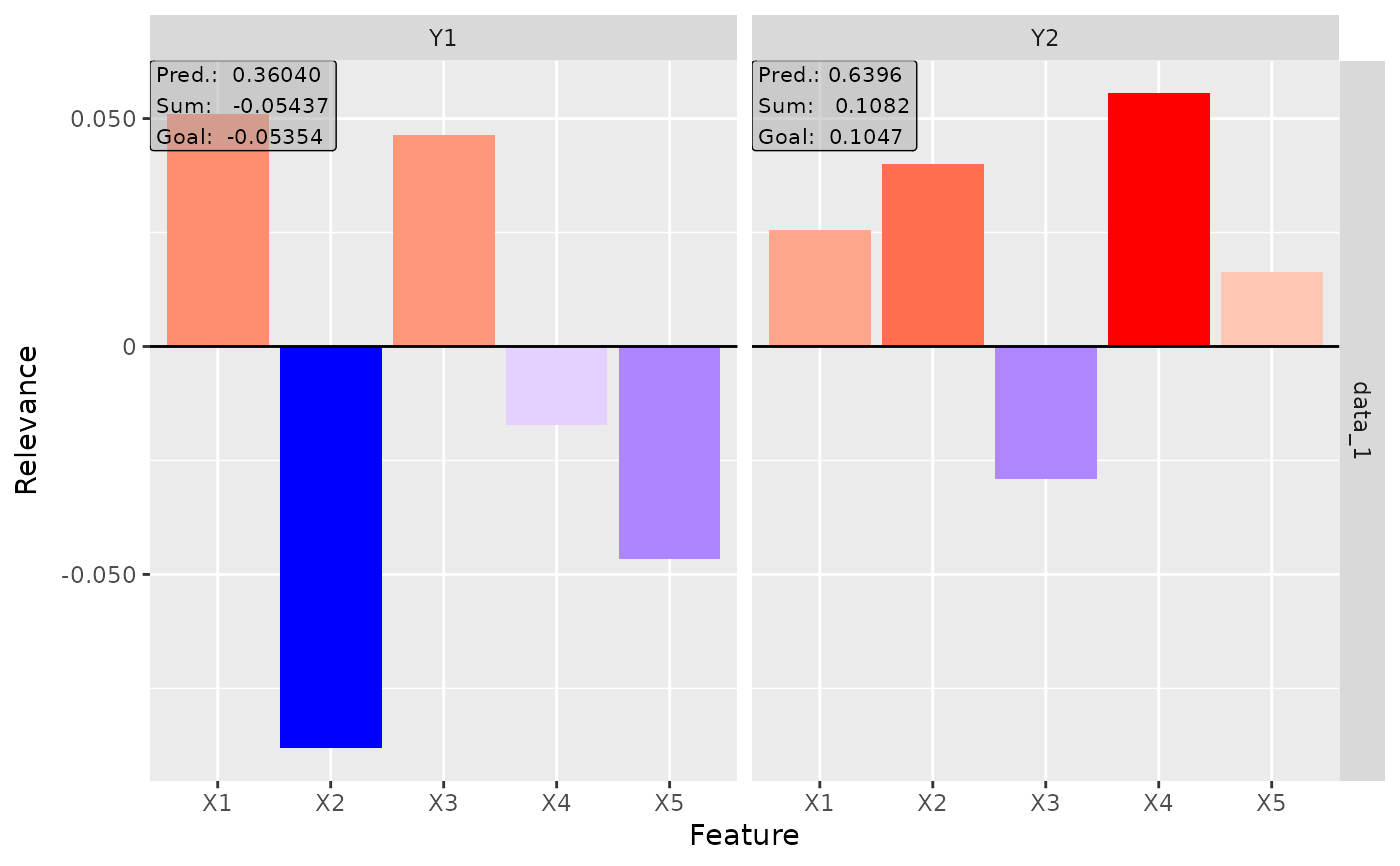 Y1
Y2
Pred.: 0.36040
Sum: -0.05437
Goal: -0.05354
Pred.: 0.6396
Sum: 0.1082
Goal: 0.1047
0.050
0
-0.050
Relevance
data_1
X1 X2 X3 X4 X5
X1 X2 X3 X4 X5
Feature